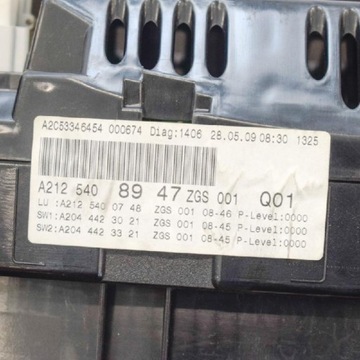 A2C53346454 000674 Diag:1406 28.05.09 08:30 1325
A212 540 89 47 ZGS 001 Q01
LU :A212 540 07 48 ZGS 001 08-46 P-Level:0000
SW1:A204 442 30 21 ZGS 001 08-45 P-Level:0000
SW2:A204 442 33 21 ZGS 001 08-45 P-Level:0000